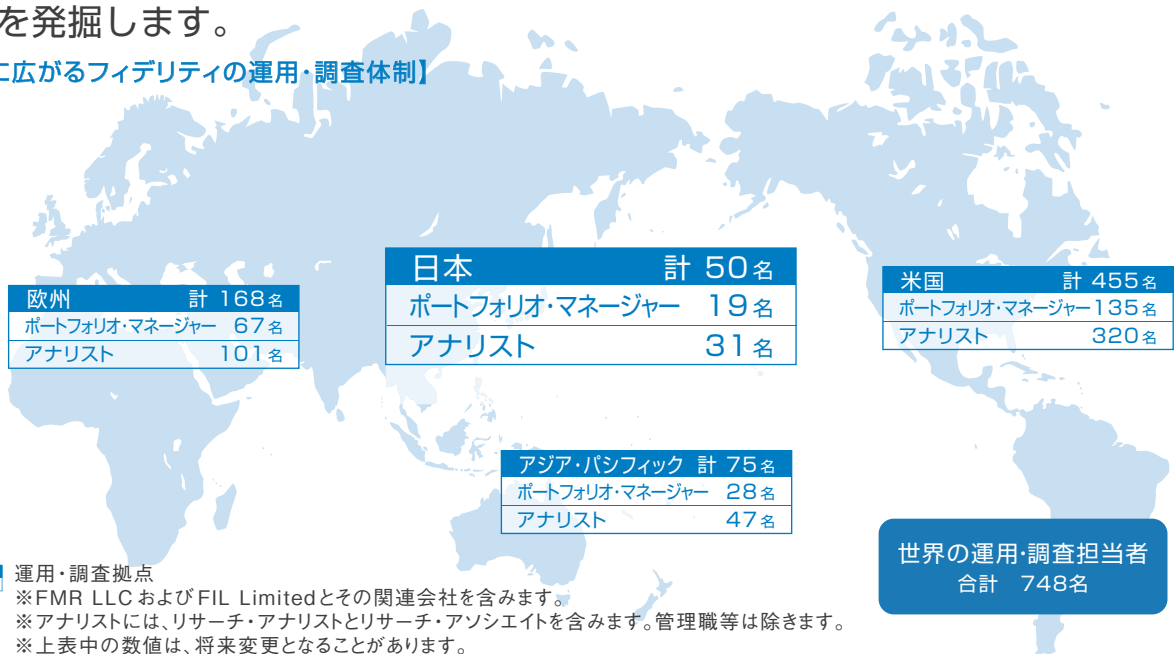 を発掘します。
に広がるフィデリティの運用・調査体制】
欧州 計 168名
ポートフォリオ・マネージャー 67名
アナリスト 101名
日本 計 50名
ポートフォリオ・マネージャー 19名
アナリスト 31名
米国 計 455名
ポートフォリオ・マネージャー 135名
アナリスト 320名
アジア・パシフィック 計 75名
ポートフォリオ・マネージャー 28名
アナリスト 47名
世界の運用・調査担当者
合計 748名
運用・調査拠点
※FMR LLCおよびFIL Limitedとその関連会社を含みます。
※アナリストには、リサーチ・アナリストとリサーチ・アソシエイトを含みます。管理職等は除きます。
※上表中の数値は、将来変更となることがあります。